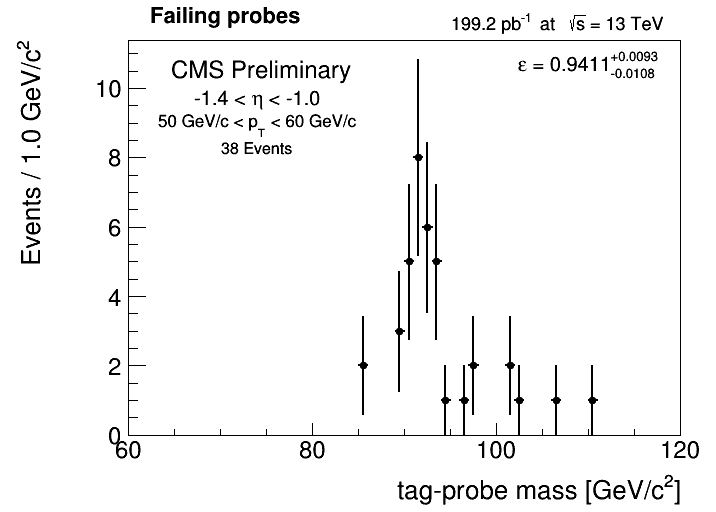 Failing probes
199.2 pb⁻¹ at √s = 13 TeV
CMS Preliminary
ε = 0.9411 +0.0093 -0.0108
-1.4 < η < -1.0
50 GeV/c < p_T < 60 GeV/c
38 Events
Events / 1.0 GeV/c²
10
8
6
4
2
0
60 80 100 120
tag-probe mass [GeV/c²]